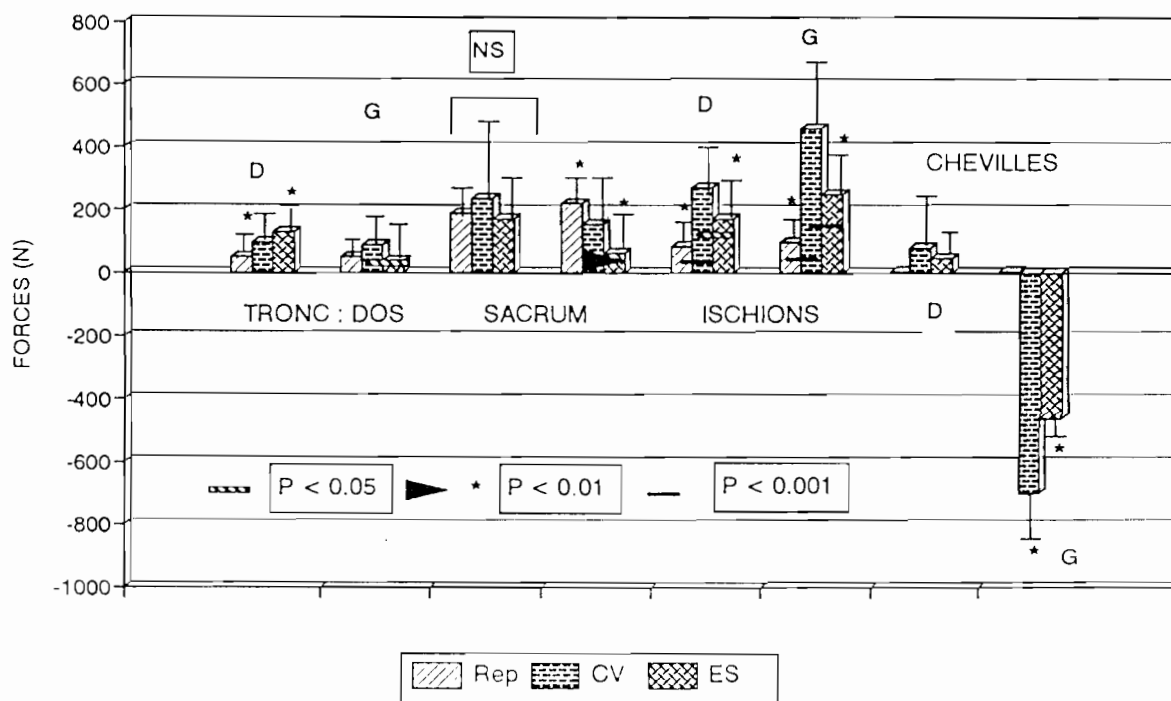 FORCES (N)
800
600
400
200
0
-200
-400
-600
-800
-1000
D
G
NS
D
G
CHEVILLES
TRONC : DOS
SACRUM
ISCHIONS
D
G
P < 0.05
* P < 0.01
P < 0.001
Rep
CV
ES